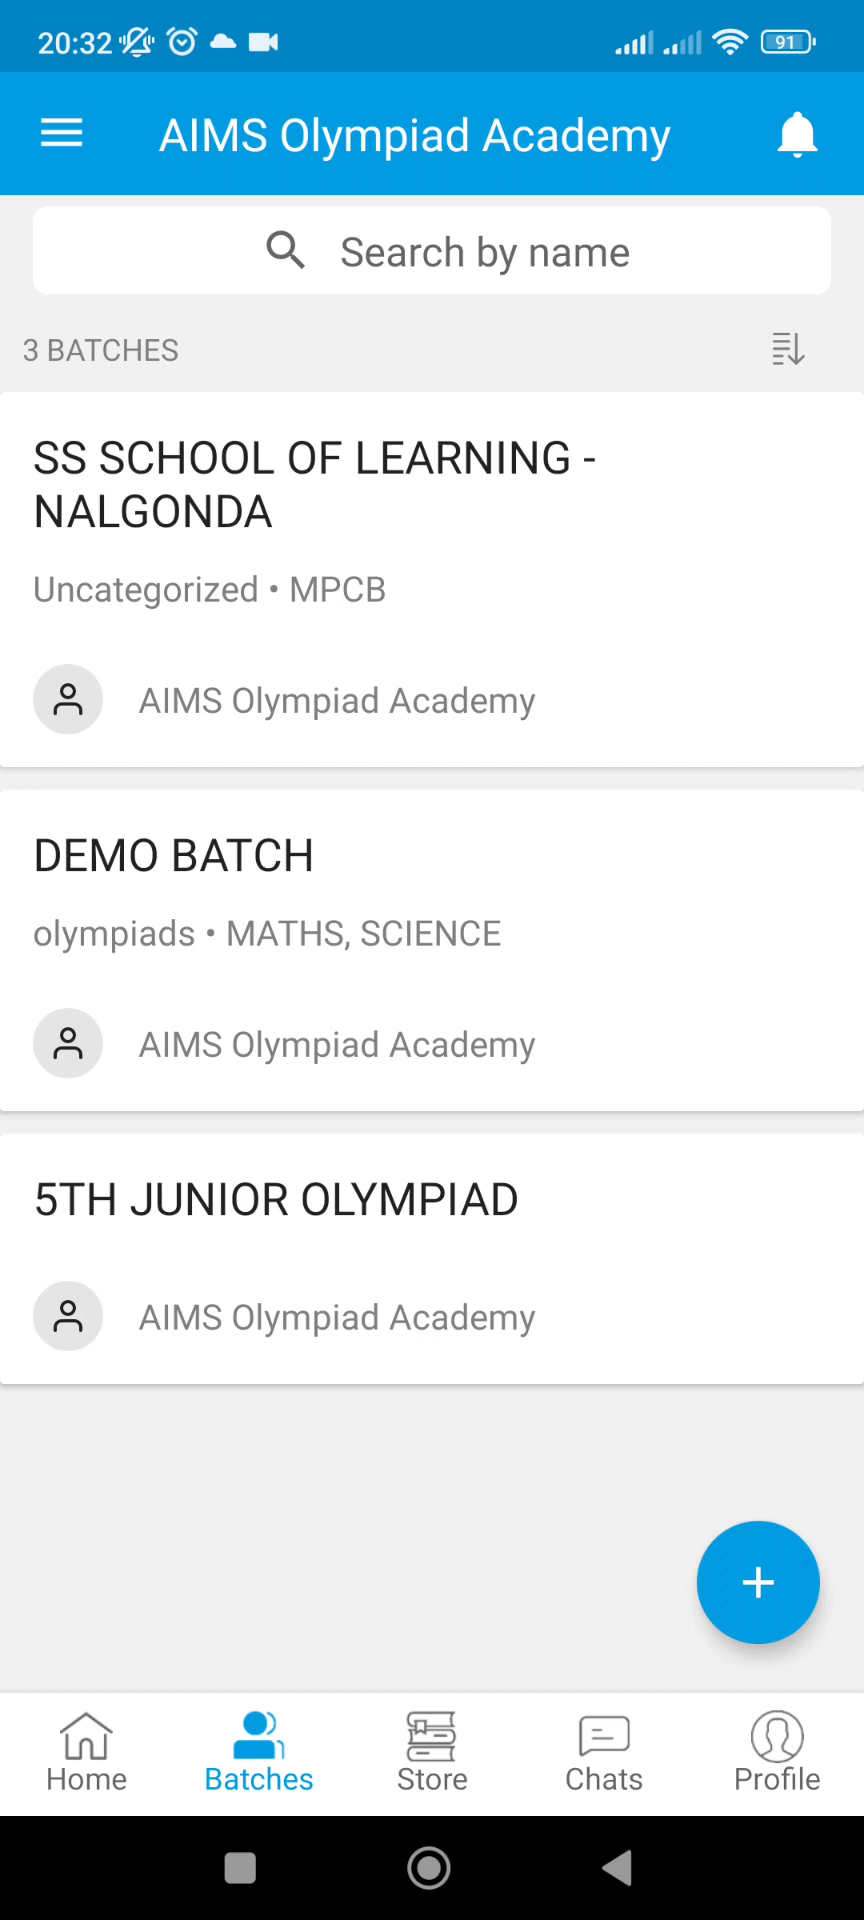 20:32
91
AIMS Olympiad Academy
Search by name
3 BATCHES
SS SCHOOL OF LEARNING -
NALGONDA
Uncategorized • MPCB
AIMS Olympiad Academy
DEMO BATCH
olympiads • MATHS, SCIENCE
AIMS Olympiad Academy
5TH JUNIOR OLYMPIAD
AIMS Olympiad Academy
+
Home
Batches
Store
Chats
Profile